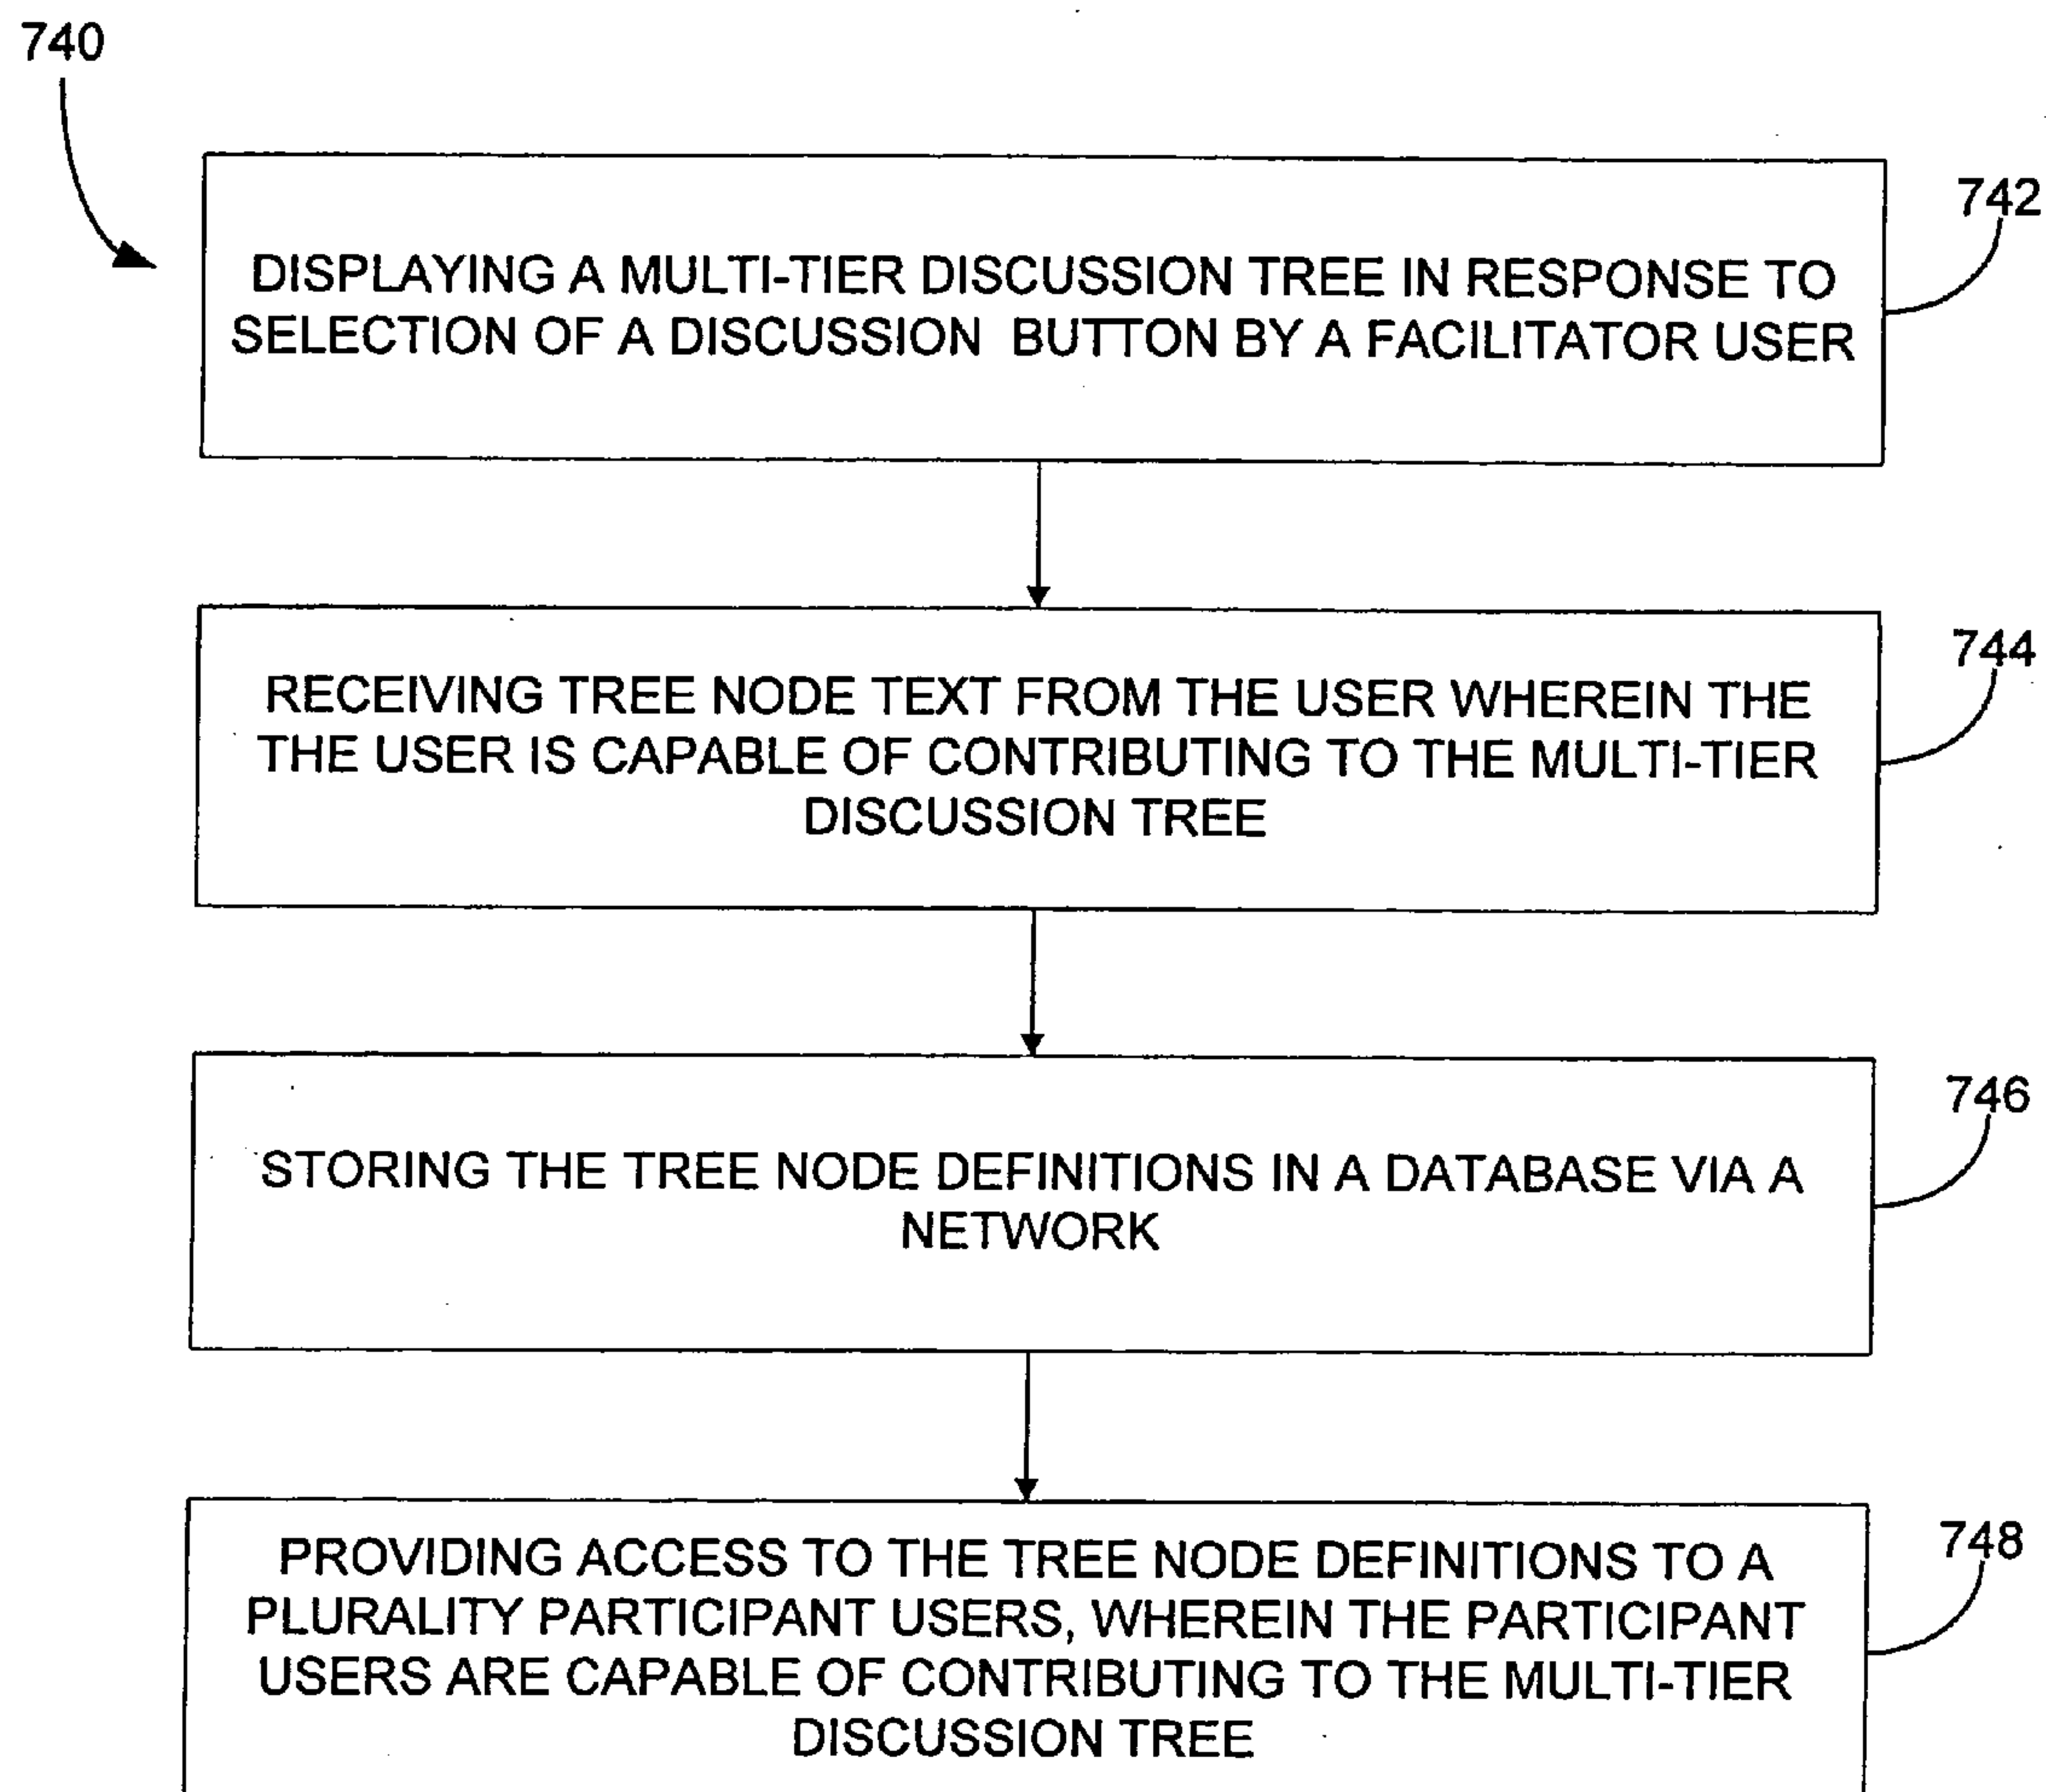 740
742
DISPLAYING A MULTI-TIER DISCUSSION TREE IN RESPONSE TO
SELECTION OF A DISCUSSION BUTTON BY A FACILITATOR USER
744
RECEIVING TREE NODE TEXT FROM THE USER WHEREIN THE
THE USER IS CAPABLE OF CONTRIBUTING TO THE MULTI-TIER
DISCUSSION TREE
746
STORING THE TREE NODE DEFINITIONS IN A DATABASE VIA A
NETWORK
748
PROVIDING ACCESS TO THE TREE NODE DEFINITIONS TO A
PLURALITY PARTICIPANT USERS, WHEREIN THE PARTICIPANT
USERS ARE CAPABLE OF CONTRIBUTING TO THE MULTI-TIER
DISCUSSION TREE